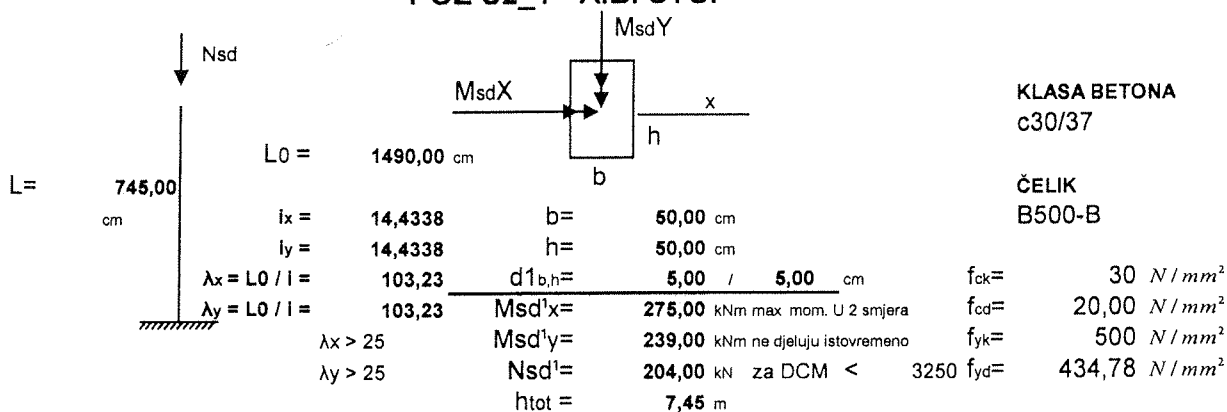 Nsd
MsdY
MsdX
x
h
b
KLASA BETONA
c30/37
L0 = 1490,00 cm
L= 745,00
cm
ČELIK
B500-B
ix = 14,4338 b= 50,00 cm
iy = 14,4338 h= 50,00 cm
λx = L0 / i = 103,23 d1b,h= 5,00 / 5,00 cm fck= 30 N / mm²
λy = L0 / i = 103,23 Msd¹x= 275,00 kNm max mom. U 2 smjera fcd= 20,00 N / mm²
λx > 25 Msd¹y= 239,00 kNm ne djeluju istovremeno fyk= 500 N / mm²
λy > 25 Nsd¹= 204,00 kN za DCM < 3250 fyd= 434,78 N / mm²
htot = 7,45 m